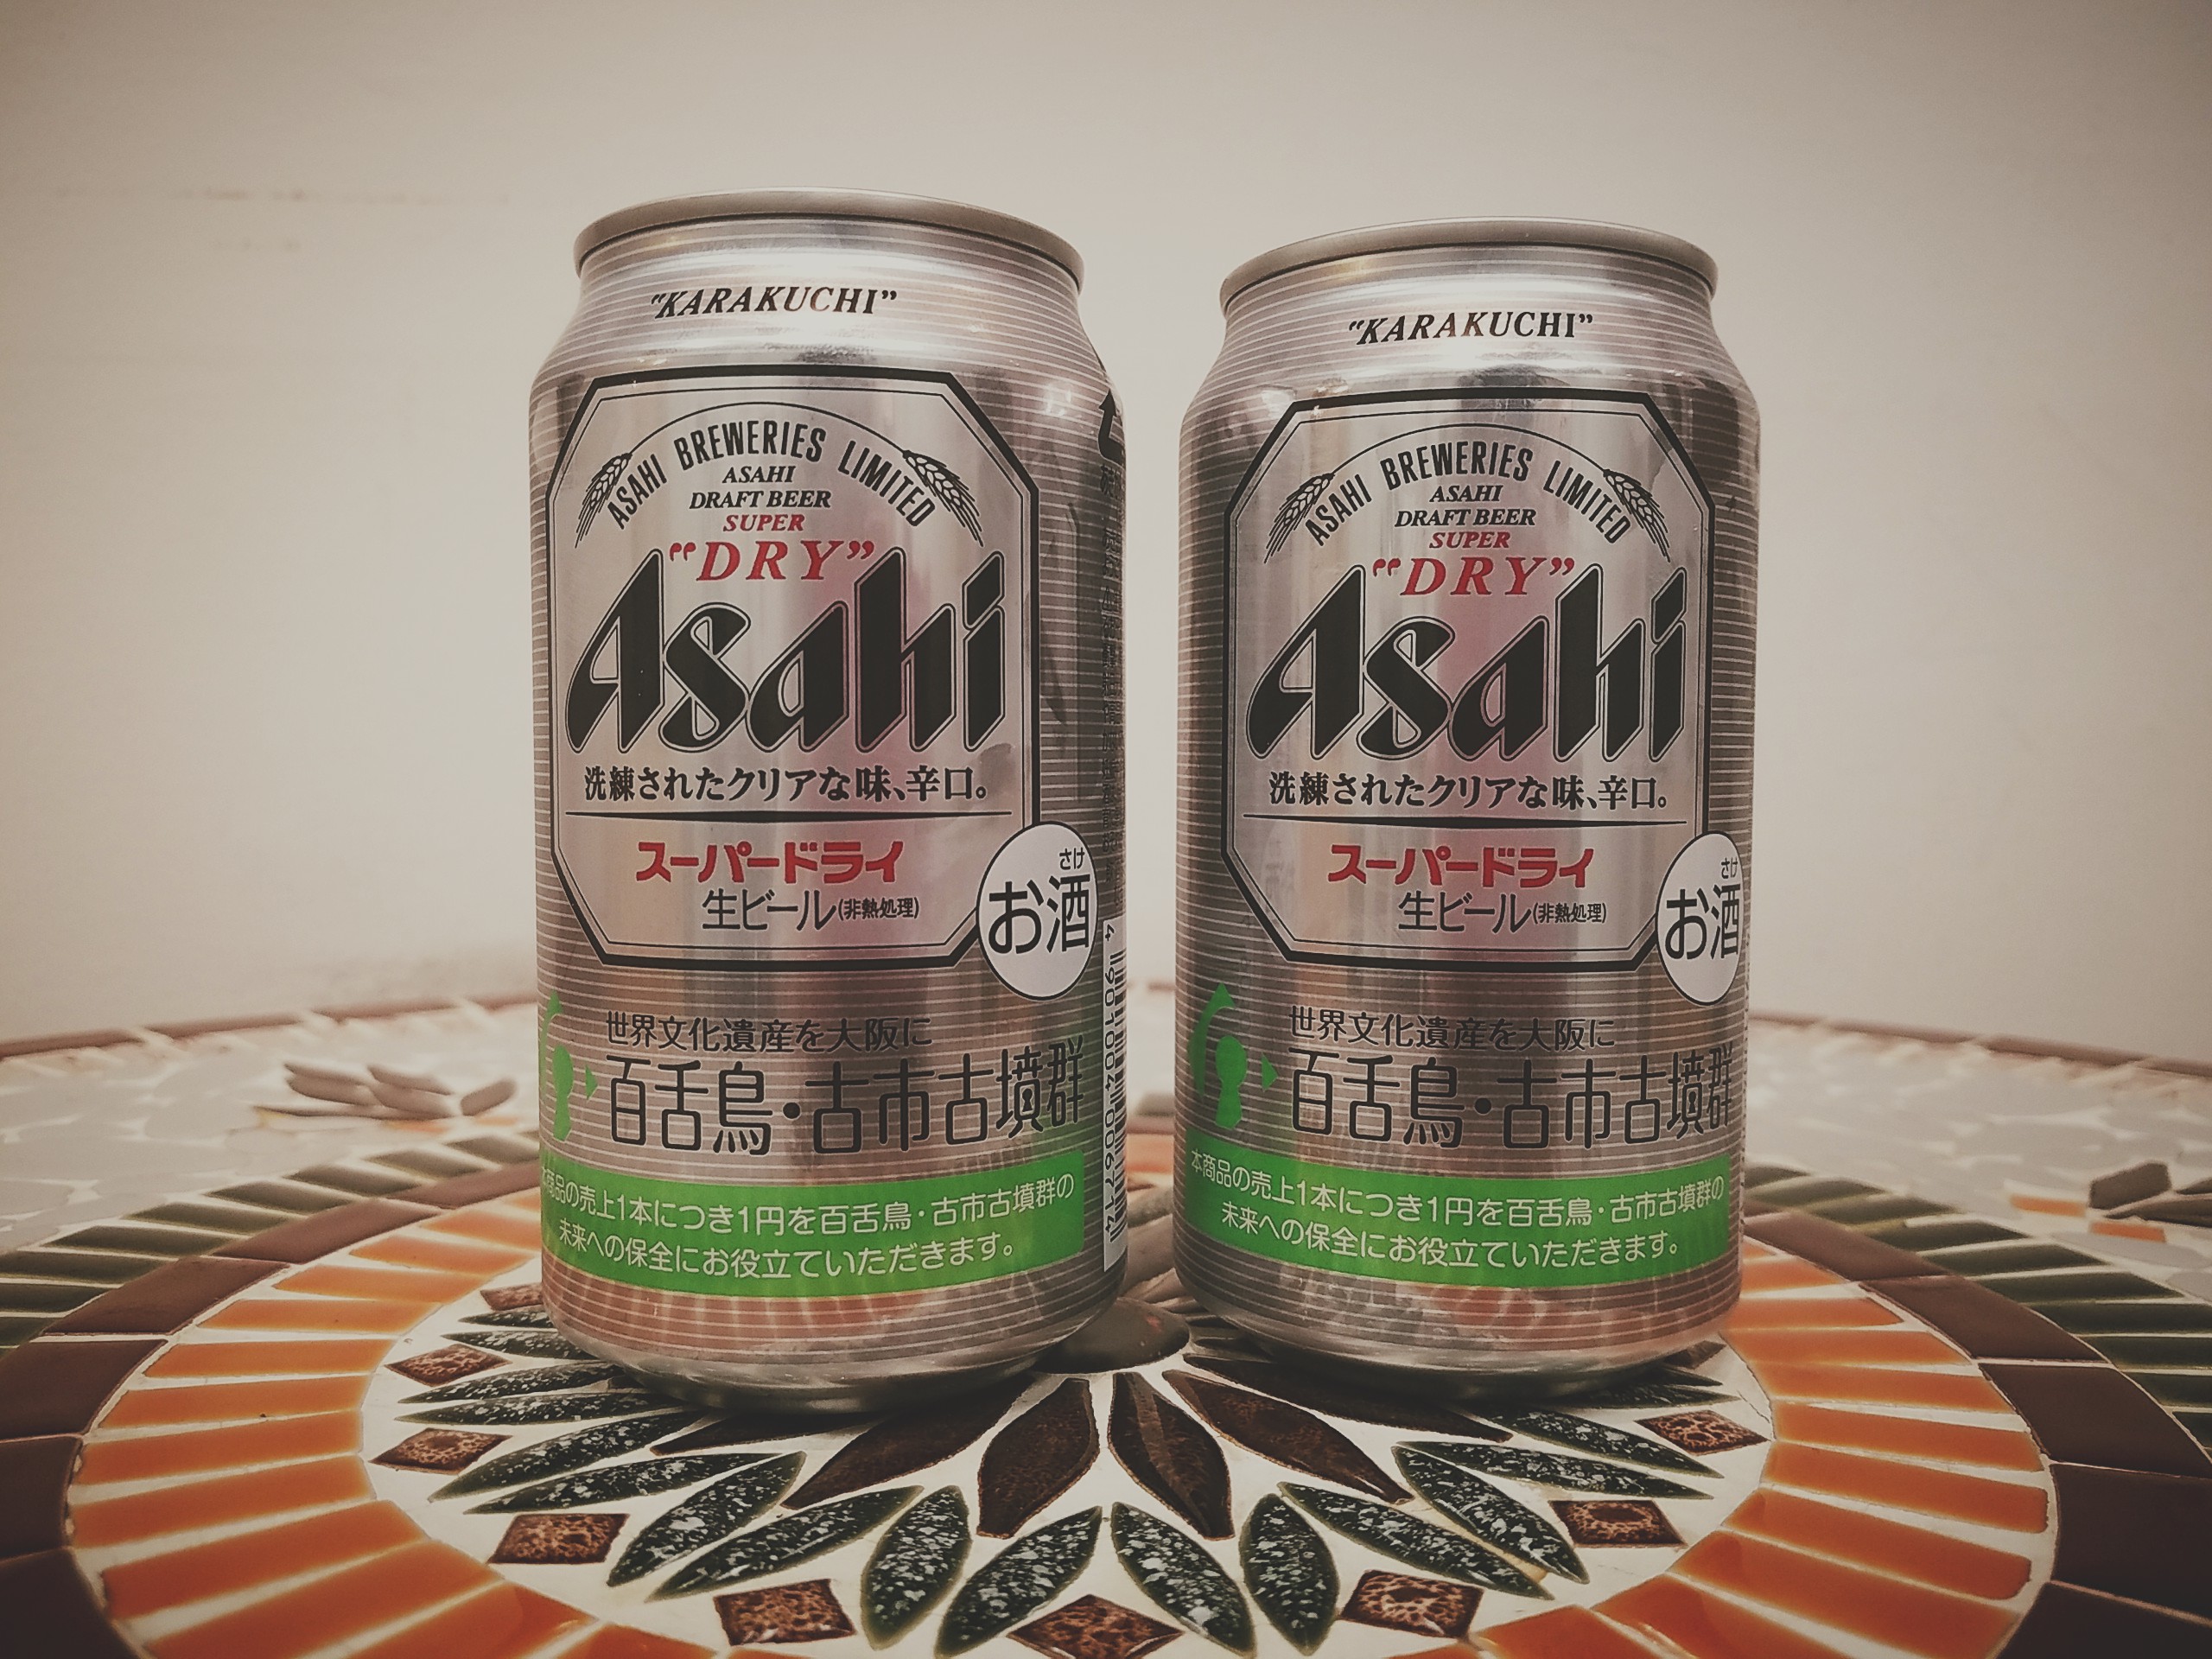 “KARAKUCHI”
ASAHI BREWERIES LIMITED
ASAHI
DRAFT BEER
SUPER
“DRY”
Asahi
洗練されたクリアな味、辛口。
スーパードライ
生ビール(非熱処理)
さけ
お酒
世界文化遺産を大阪に
百舌鳥・古市古墳群
商品の売上1本につき1円を百舌鳥・古市古墳群の
未来への保全にお役立ていただきます。
4 901004 006714
“KARAKUCHI”
ASAHI BREWERIES LIMITED
ASAHI
DRAFT BEER
SUPER
“DRY”
Asahi
洗練されたクリアな味、辛口。
スーパードライ
生ビール(非熱処理)
さけ
お酒
世界文化遺産を大阪に
百舌鳥・古市古墳群
本商品の売上1本につき1円を百舌鳥・古市古墳群の
未来への保全にお役立ていただきます。